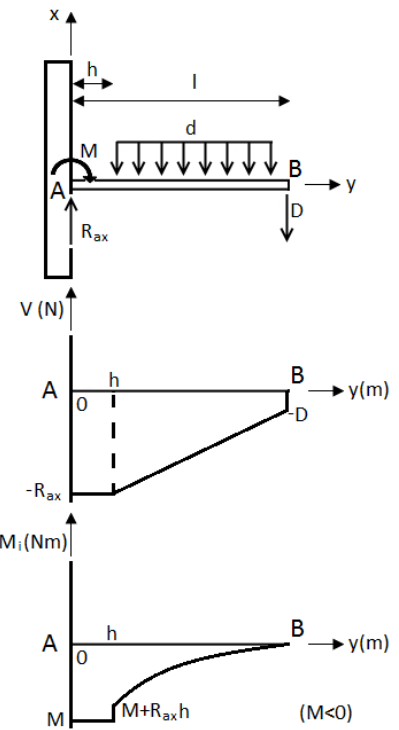 x
h
l
d
M
B
A
y
D
Rax
V (N)
A
h
B
y(m)
0
-D
-Rax
Mi(Nm)
A
h
B
y(m)
0
M+Raxh
(M<0)
M